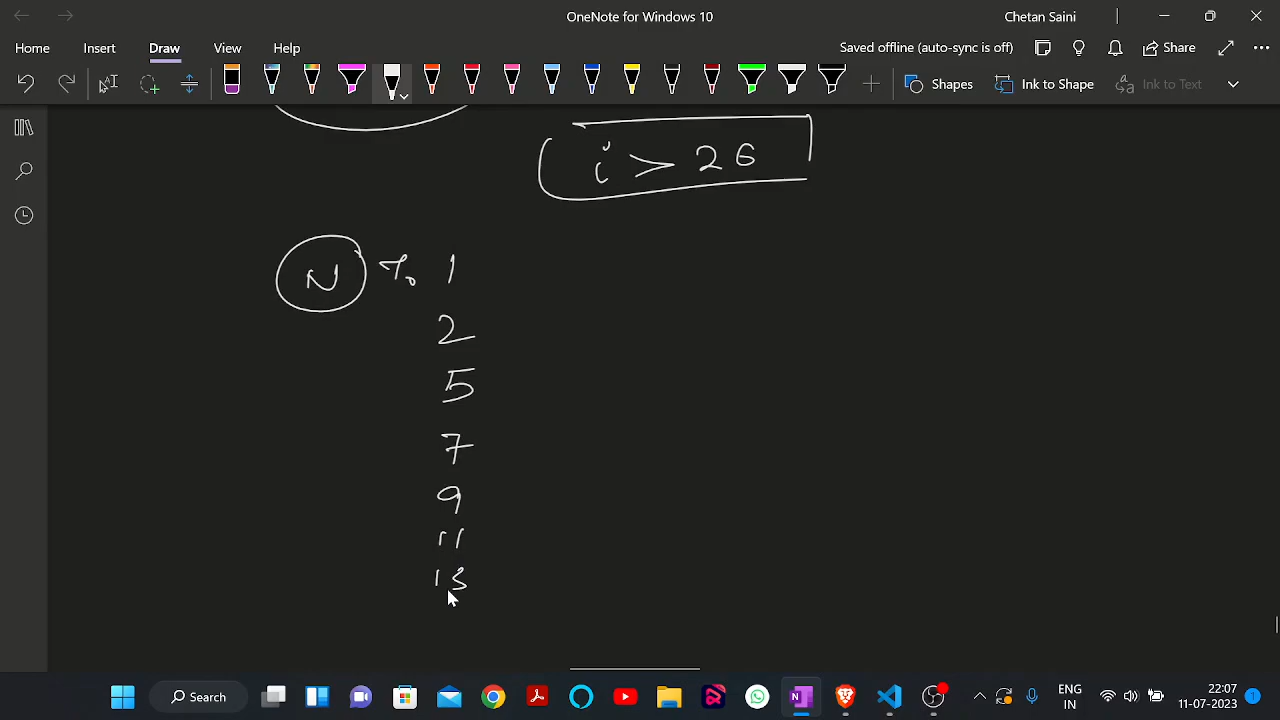 OneNote for Windows 10
Chetan Saini
Home
Insert
Draw
View
Help
Saved offline (auto-sync is off)
Share
Shapes
Ink to Shape
Ink to Text
i > 26
N % 1
2
5
7
9
11
13
Search
ENG
IN
22:27
11-07-2023
1